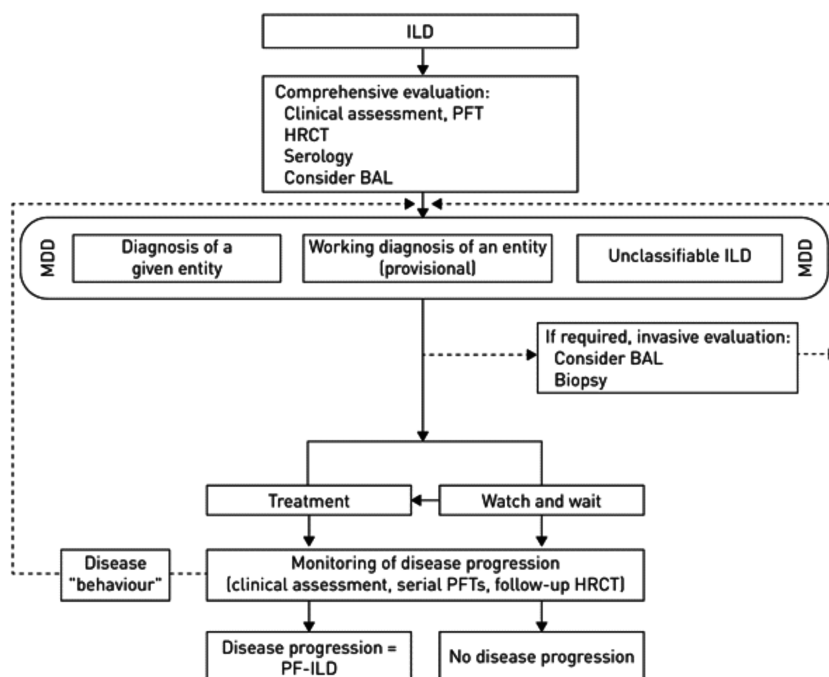 ILD
Comprehensive evaluation:
Clinical assessment, PFT
HRCT
Serology
Consider BAL
MDD
Diagnosis of a
given entity
Working diagnosis of an entity
(provisional)
Unclassifiable ILD
MDD
If required, invasive evaluation:
Consider BAL
Biopsy
Treatment
Watch and wait
Disease
"behaviour"
Monitoring of disease progression
(clinical assessment, serial PFTs, follow-up HRCT)
Disease progression =
PF-ILD
No disease progression